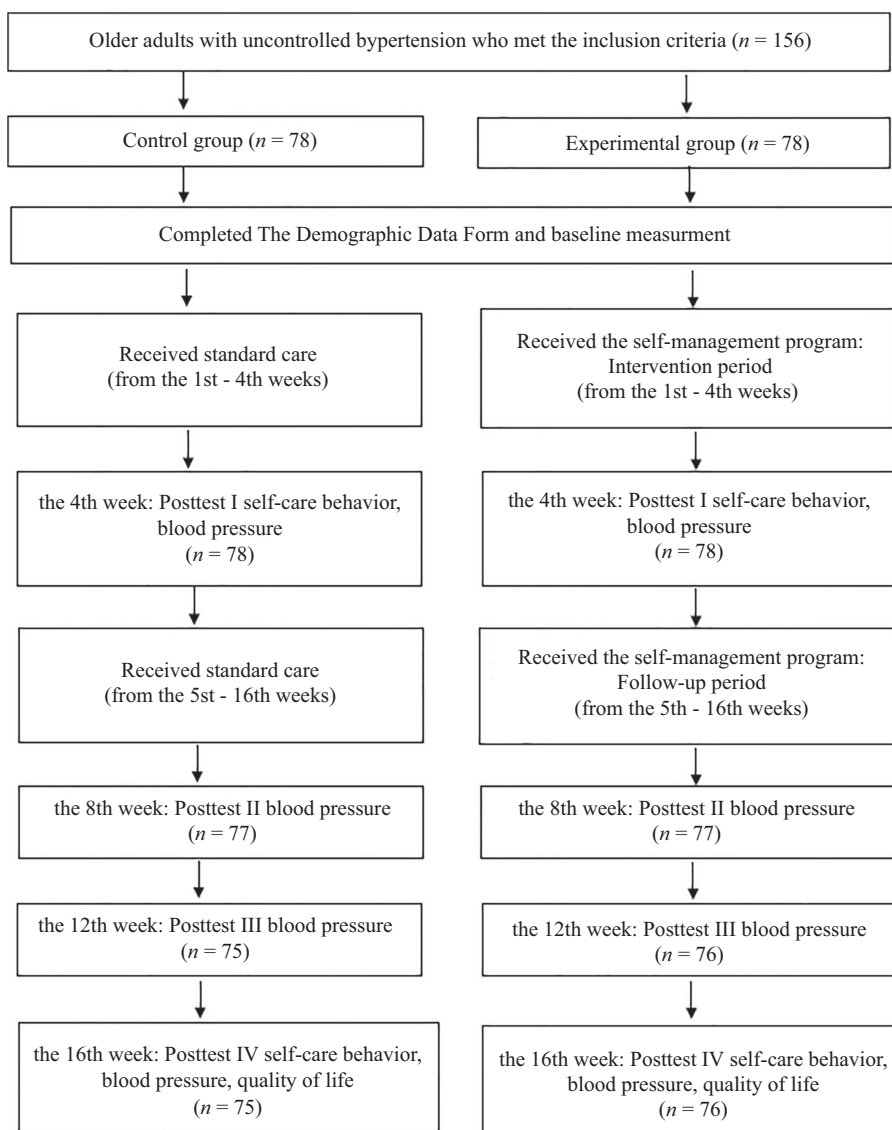 Older adults with uncontrolled bypertension who met the inclusion criteria (n = 156)
Control group (n = 78)
Experimental group (n = 78)
Completed The Demographic Data Form and baseline measurment
Received standard care
(from the 1st - 4th weeks)
Received the self-management program:
Intervention period
(from the 1st - 4th weeks)
the 4th week: Posttest I self-care behavior,
blood pressure
(n = 78)
the 4th week: Posttest I self-care behavior,
blood pressure
(n = 78)
Received standard care
(from the 5st - 16th weeks)
Received the self-management program:
Follow-up period
(from the 5th - 16th weeks)
the 8th week: Posttest II blood pressure
(n = 77)
the 8th week: Posttest II blood pressure
(n = 77)
the 12th week: Posttest III blood pressure
(n = 75)
the 12th week: Posttest III blood pressure
(n = 76)
the 16th week: Posttest IV self-care behavior,
blood pressure, quality of life
(n = 75)
the 16th week: Posttest IV self-care behavior,
blood pressure, quality of life
(n = 76)